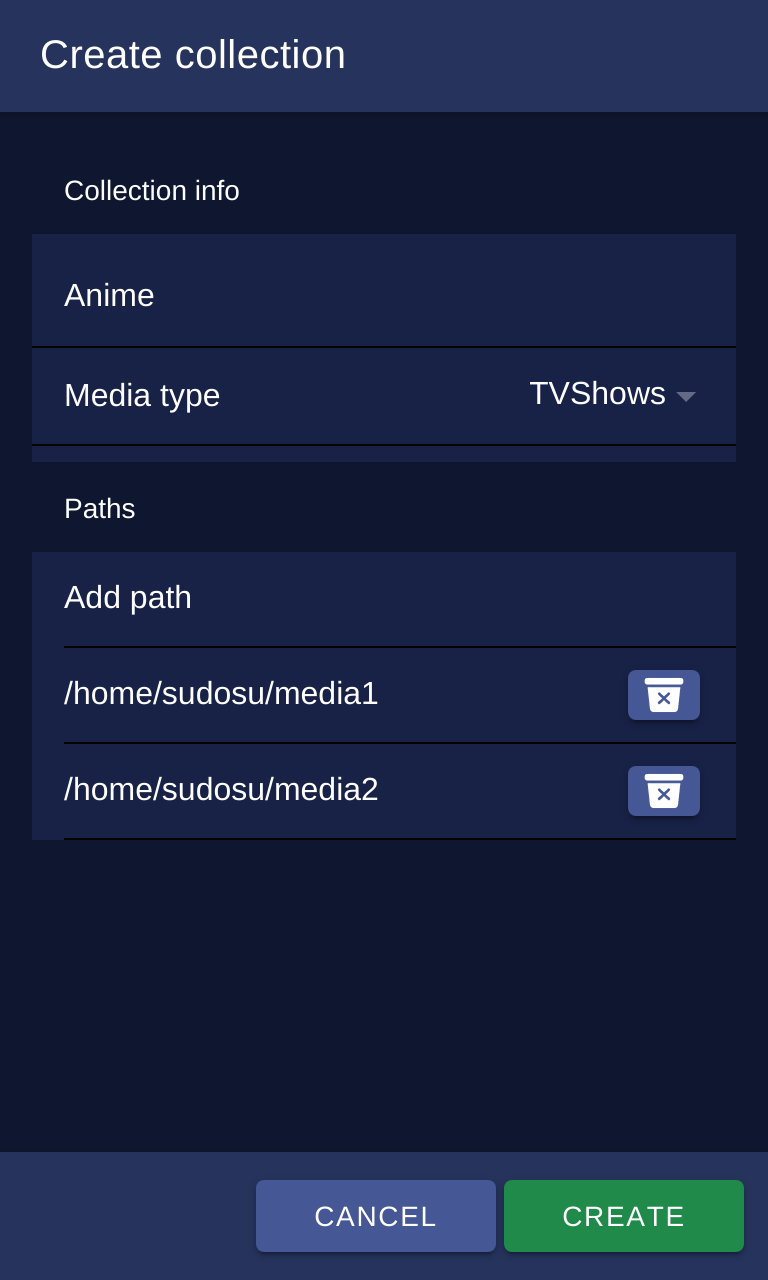 Create collection
Collection info
Anime
Media type TVShows
Paths
Add path
/home/sudosu/media1
/home/sudosu/media2
CANCEL CREATE